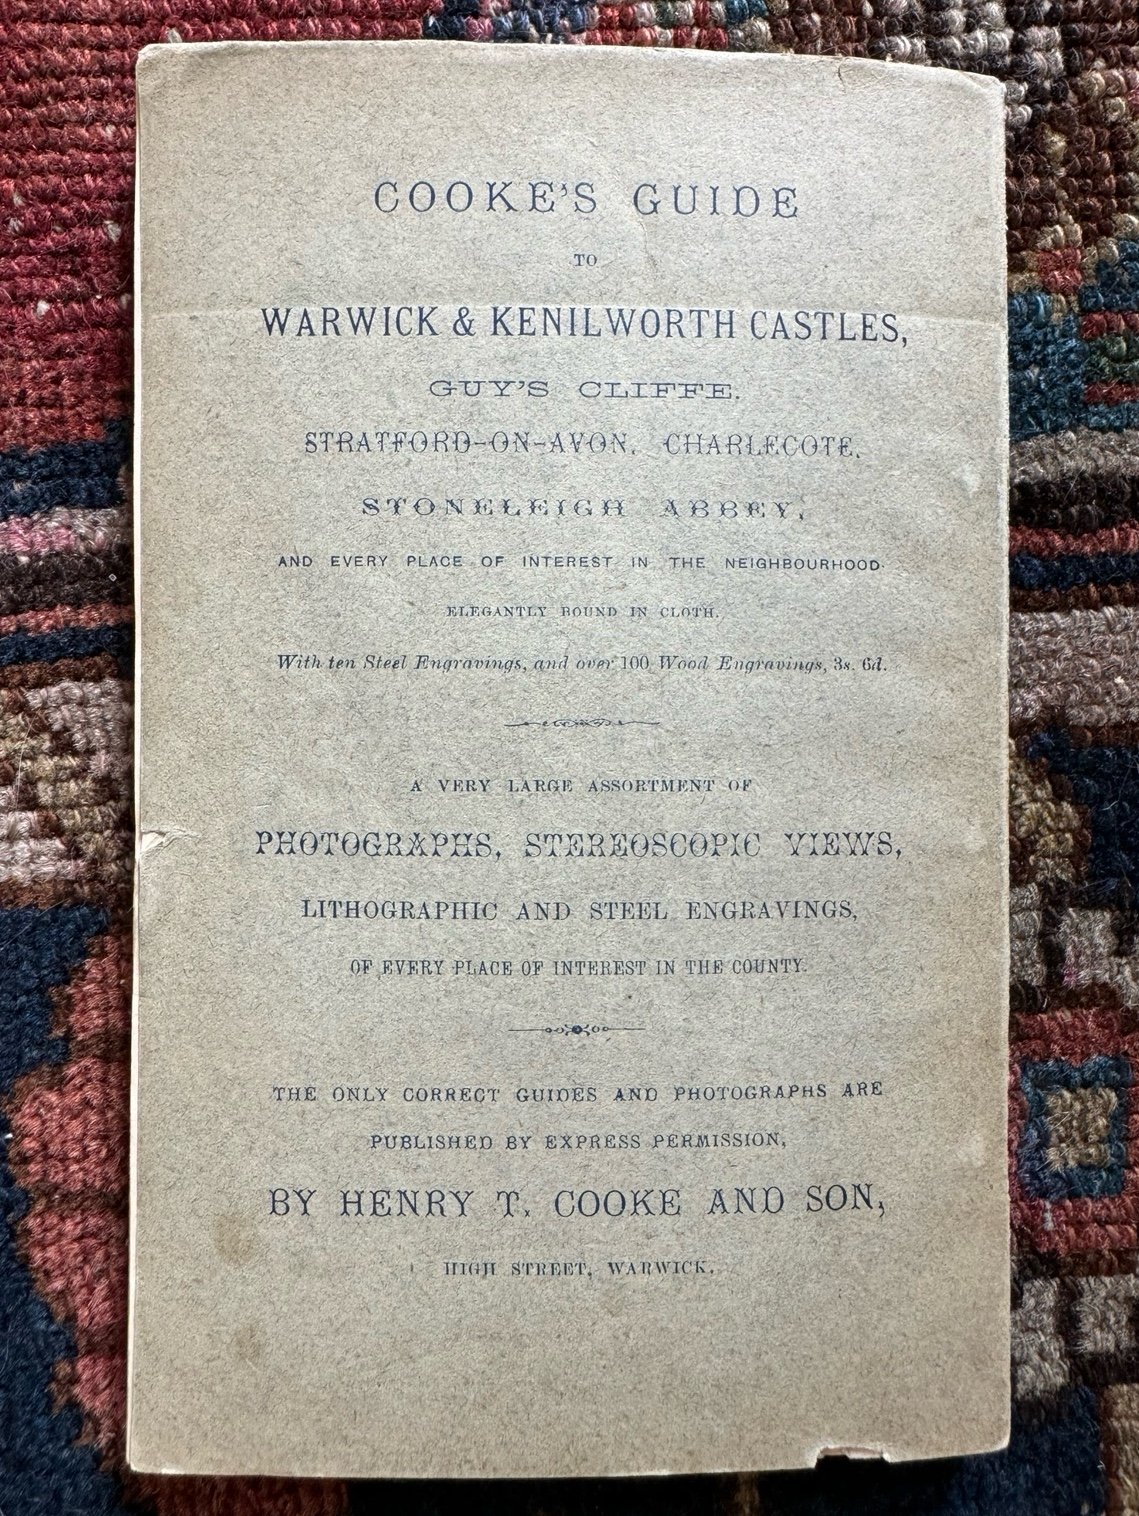 COOKE'S GUIDE
TO
WARWICK & KENILWORTH CASTLES,
GUY'S CLIFFE.
STRATFORD-ON-AVON, CHARLECOTE,
STONELEIGH ABBEY,
AND EVERY PLACE OF INTEREST IN THE NEIGHBOURHOOD.
ELEGANTLY BOUND IN CLOTH.
With ten Steel Engravings, and over 100 Wood Engravings, 3s. 6d.
A VERY LARGE ASSORTMENT OF
PHOTOGRAPHS, STEREOSCOPIC VIEWS,
LITHOGRAPHIC AND STEEL ENGRAVINGS,
OF EVERY PLACE OF INTEREST IN THE COUNTY.
THE ONLY CORRECT GUIDES AND PHOTOGRAPHS ARE
PUBLISHED BY EXPRESS PERMISSION,
BY HENRY T. COOKE AND SON,
HIGH STREET, WARWICK.